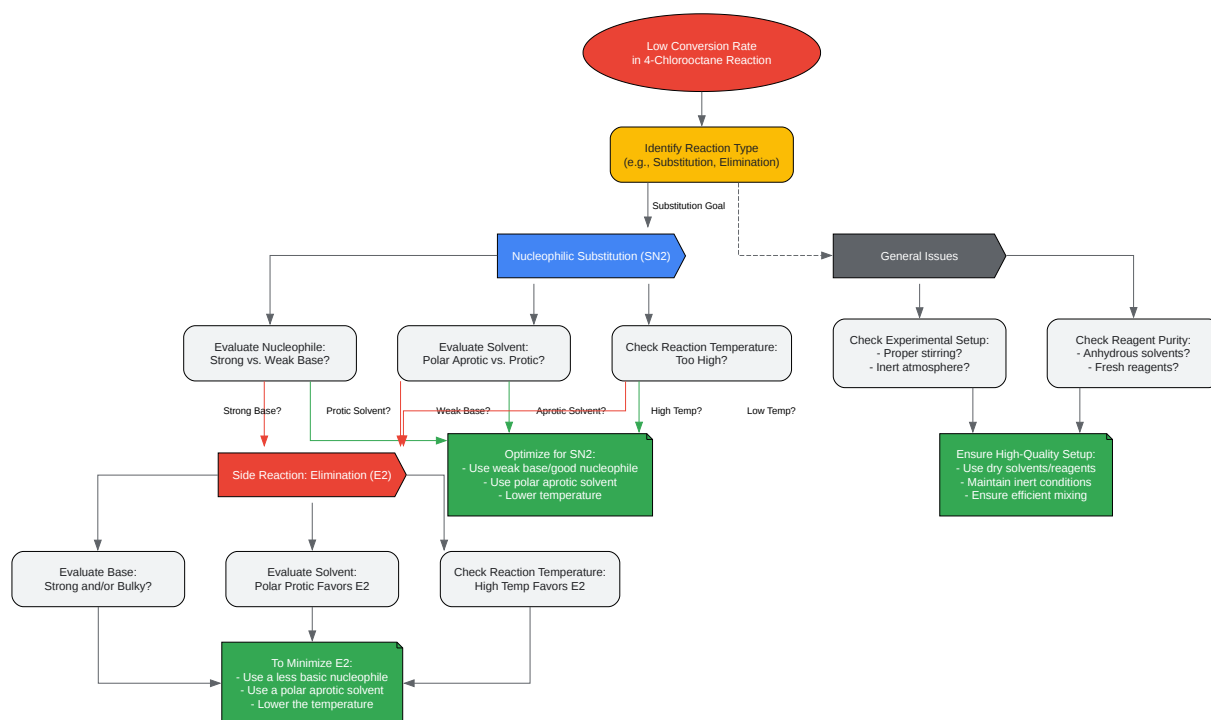 Low Conversion Rate
in 4-Chlorooctane Reaction
Identify Reaction Type
(e.g., Substitution, Elimination)
Substitution Goal
Nucleophilic Substitution (SN2)
General Issues
Evaluate Nucleophile:
Strong vs. Weak Base?
Evaluate Solvent:
Polar Aprotic vs. Protic?
Check Reaction Temperature:
Too High?
Check Experimental Setup:
- Proper stirring?
- Inert atmosphere?
Check Reagent Purity:
- Anhydrous solvents?
- Fresh reagents?
Strong Base?
Protic Solvent?
Weak Base?
Aprotic Solvent?
High Temp?
Low Temp?
Side Reaction: Elimination (E2)
Optimize for SN2:
- Use weak base/good nucleophile
- Use polar aprotic solvent
- Lower temperature
Ensure High-Quality Setup:
- Use dry solvents/reagents
- Maintain inert conditions
- Ensure efficient mixing
Evaluate Base:
Strong and/or Bulky?
Evaluate Solvent:
Polar Protic Favors E2
Check Reaction Temperature:
High Temp Favors E2
To Minimize E2:
- Use a less basic nucleophile
- Use a polar aprotic solvent
- Lower the temperature